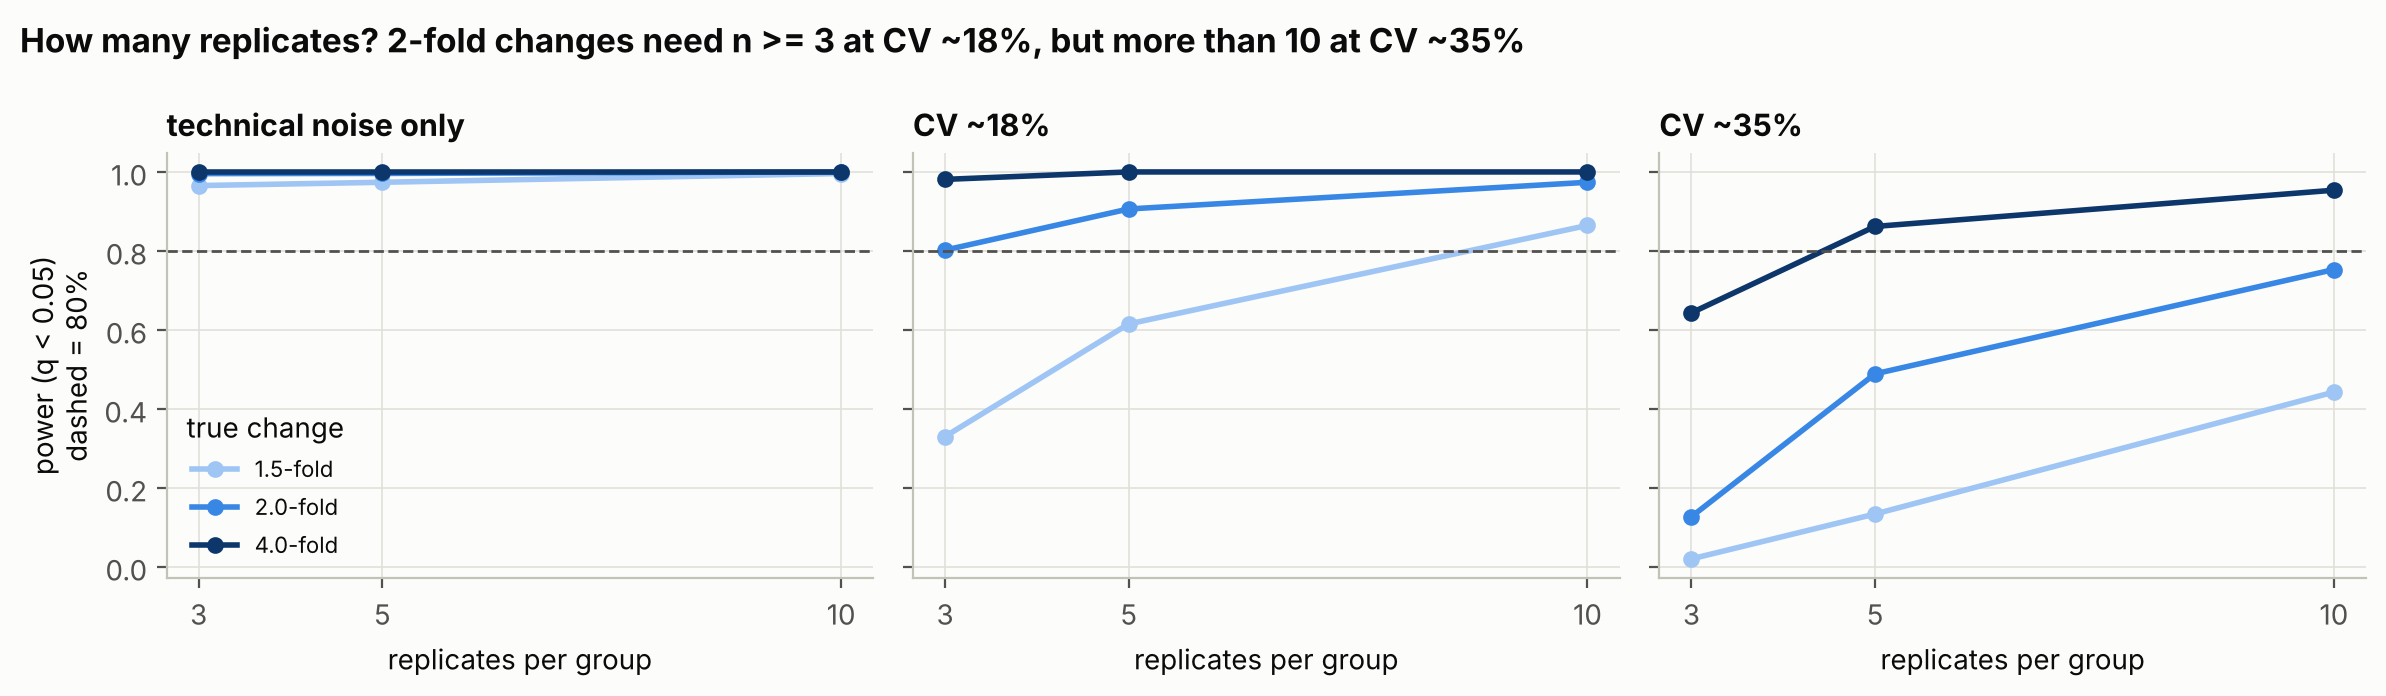 How many replicates? 2-fold changes need n >= 3 at CV ~18%, but more than 10 at CV ~35%
technical noise only
CV ~18%
CV ~35%
power (q < 0.05)
dashed = 80%
1.0
0.8
0.6
0.4
0.2
0.0
true change
1.5-fold
2.0-fold
4.0-fold
3 5 10
3 5 10
3 5 10
replicates per group
replicates per group
replicates per group